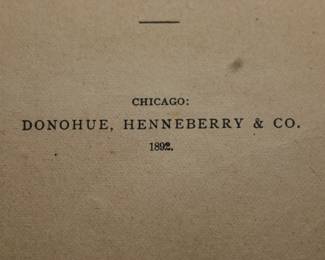 CHICAGO:
DONOHUE, HENNEBERRY & CO.
1892.